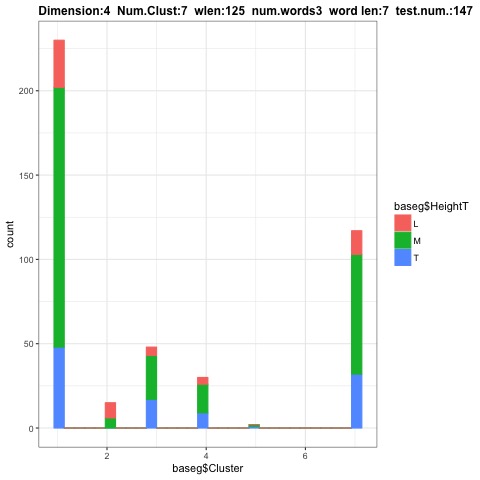 Dimension:4 Num.Clust:7 wlen:125 num.words3 word len:7 test.num.:147
200
150
100
50
0
count
2 4 6
baseg$Cluster
baseg$HeightT
L
M
T